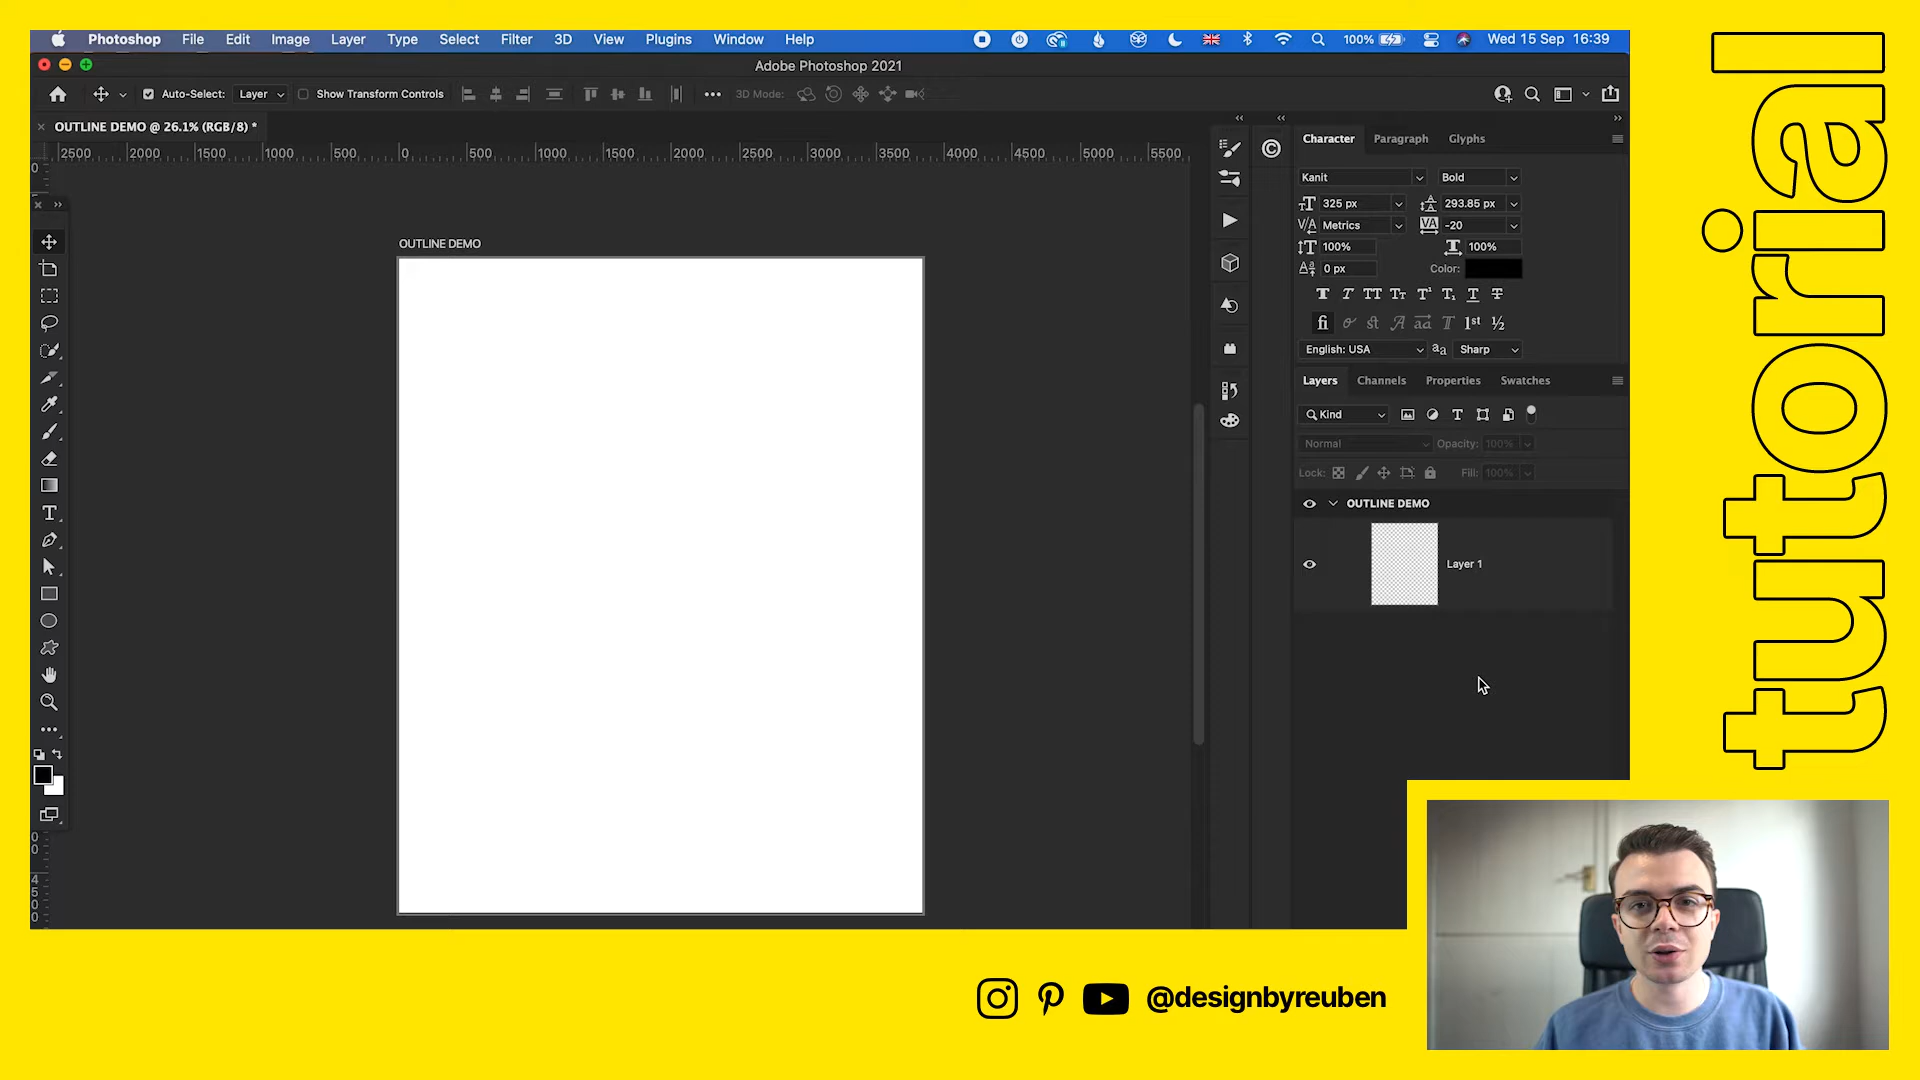 Photoshop File Edit Image Layer Type Select Filter 3D View Plugins Window Help 100% Wed 15 Sep 16:39
Adobe Photoshop 2021
Auto-Select: Layer Show Transform Controls 3D Mode:
OUTLINE DEMO @ 26.1% (RGB/8) *
2500 2000 1500 1000 500 0 500 1000 1500 2000 2500 3000 3500 4000 4500 5000 5500
OUTLINE DEMO
Character Paragraph Glyphs
Kanit Bold
325 px 293.85 px
Metrics -20
100% 100%
0 px Color:
English: USA Sharp
Layers Channels Properties Swatches
Kind
Normal Opacity: 100%
Lock: Fill: 100%
OUTLINE DEMO
Layer 1
tutorial
@designbyreuben